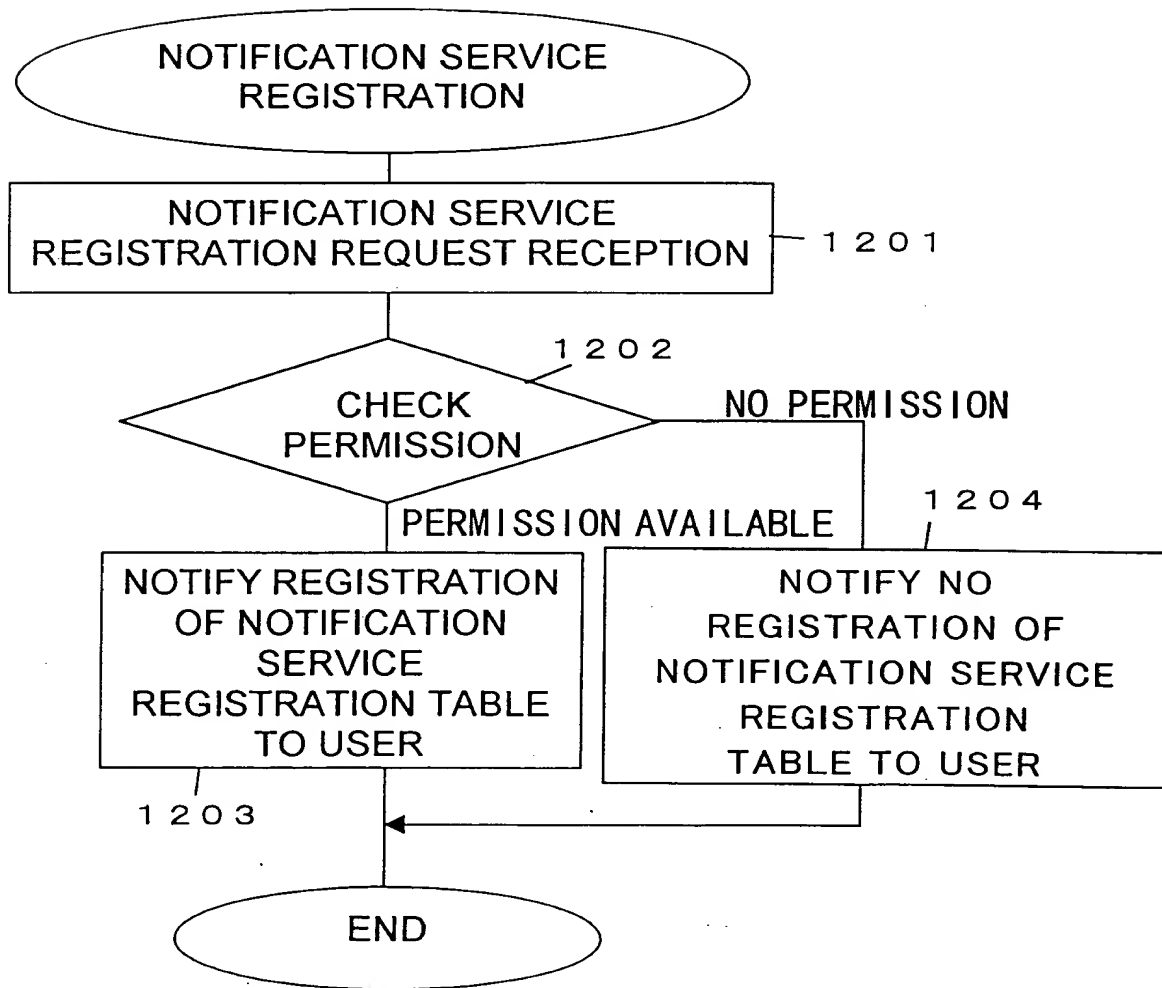 NOTIFICATION SERVICE
REGISTRATION
NOTIFICATION SERVICE
REGISTRATION REQUEST RECEPTION
1201
1202
CHECK
PERMISSION
NO PERMISSION
PERMISSION AVAILABLE
1204
NOTIFY REGISTRATION
OF NOTIFICATION
SERVICE
REGISTRATION TABLE
TO USER
NOTIFY NO
REGISTRATION OF
NOTIFICATION SERVICE
REGISTRATION
TABLE TO USER
1203
END